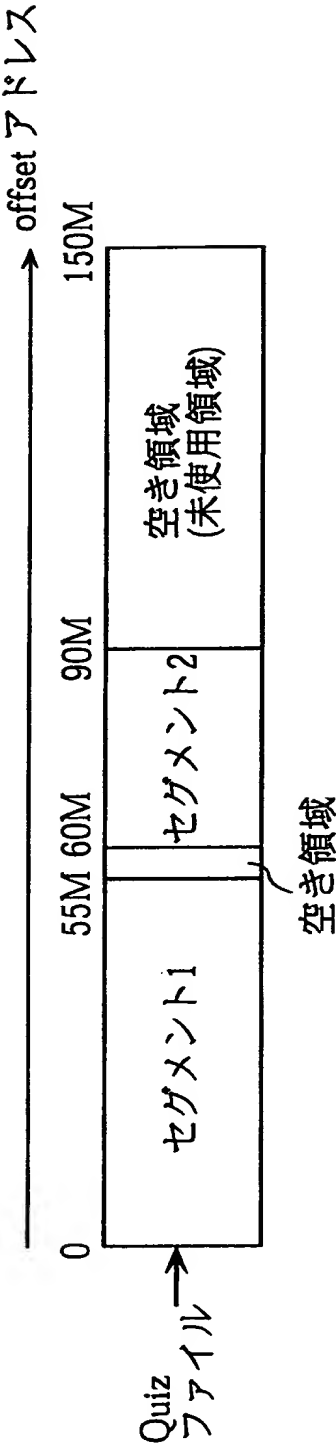 offset アドレス
0
55M
60M
90M
150M
Quiz
ファイル
セグメント1
セグメント2
空き領域
(未使用領域)
空き領域